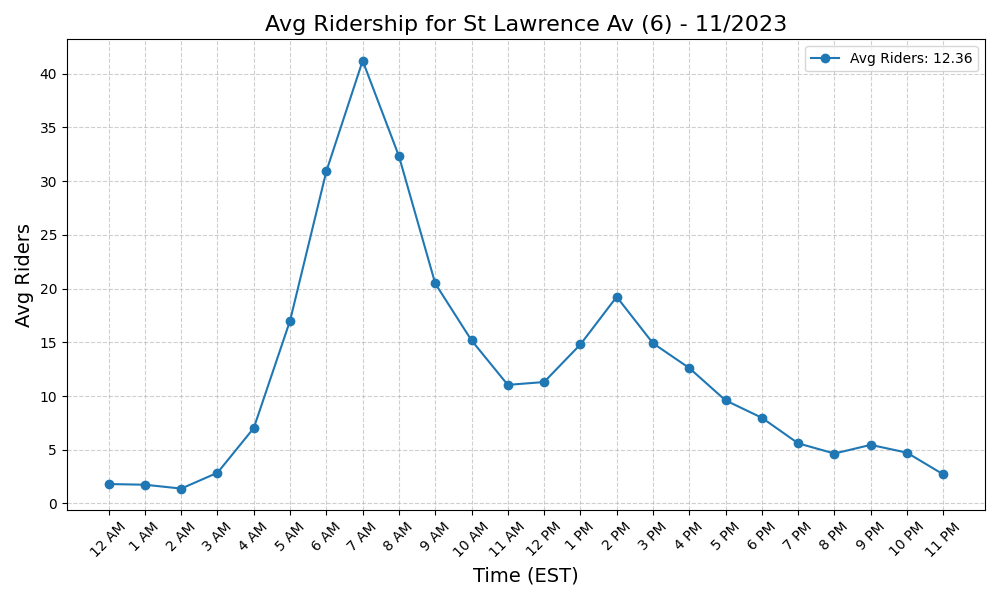 Avg Ridership for St Lawrence Av (6) - 11/2023
Avg Riders: 12.36
Avg Riders
40
35
30
25
20
15
10
5
0
12 AM
1 AM
2 AM
3 AM
4 AM
5 AM
6 AM
7 AM
8 AM
9 AM
10 AM
11 AM
12 PM
1 PM
2 PM
3 PM
4 PM
5 PM
6 PM
7 PM
8 PM
9 PM
10 PM
11 PM
Time (EST)